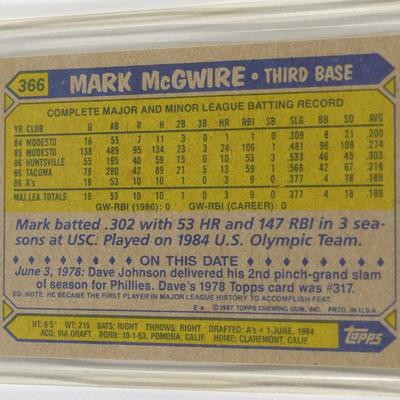 366 MARK McGWIRE • THIRD BASE
COMPLETE MAJOR AND MINOR LEAGUE BATTING RECORD
YR CLUB G AB R H 2B 3B HR RBI SB SLG BB SO AVG
84 MODESTO 16 55 7 11 3 0 1 1 0 .309 8 21 .200
85 MODESTO 138 489 95 134 23 3 24 106 1 .481 96 108 .274
86 HUNTSVILLE 55 195 40 59 15 0 10 53 3 .533 46 45 .303
86 TACOMA 78 280 42 89 21 5 13 59 1 .568 42 67 .318
86 A's 18 53 10 10 1 0 3 9 0 .377 4 18 .189
MAJ.LEA. TOTALS 18 53 10 10 1 0 3 9 0 .377 4 18 .189
GW-RBI (1986): 0 GW-RBI (CAREER): 0
Mark batted .302 with 53 HR and 147 RBI in 3 sea-
sons at USC. Played on 1984 U.S. Olympic Team.
ON THIS DATE
June 3, 1978: Dave Johnson delivered his 2nd pinch-grand slam
of season for Phillies. Dave's 1978 Topps card was #317.
ED. NOTE: HE BECAME THE FIRST PLAYER IN MAJOR LEAGUE HISTORY TO ACCOMPLISH FEAT.
E* © 1987 TOPPS CHEWING GUM, INC. PRTD. IN U.S.A.
HT: 6'5" WT: 215 BATS: RIGHT THROWS: RIGHT DRAFTED: A's #1-JUNE, 1984
ACQ: VIA DRAFT BORN: 10-1-63, POMONA, CALIF. HOME: CLAREMONT, CALIF.
topps